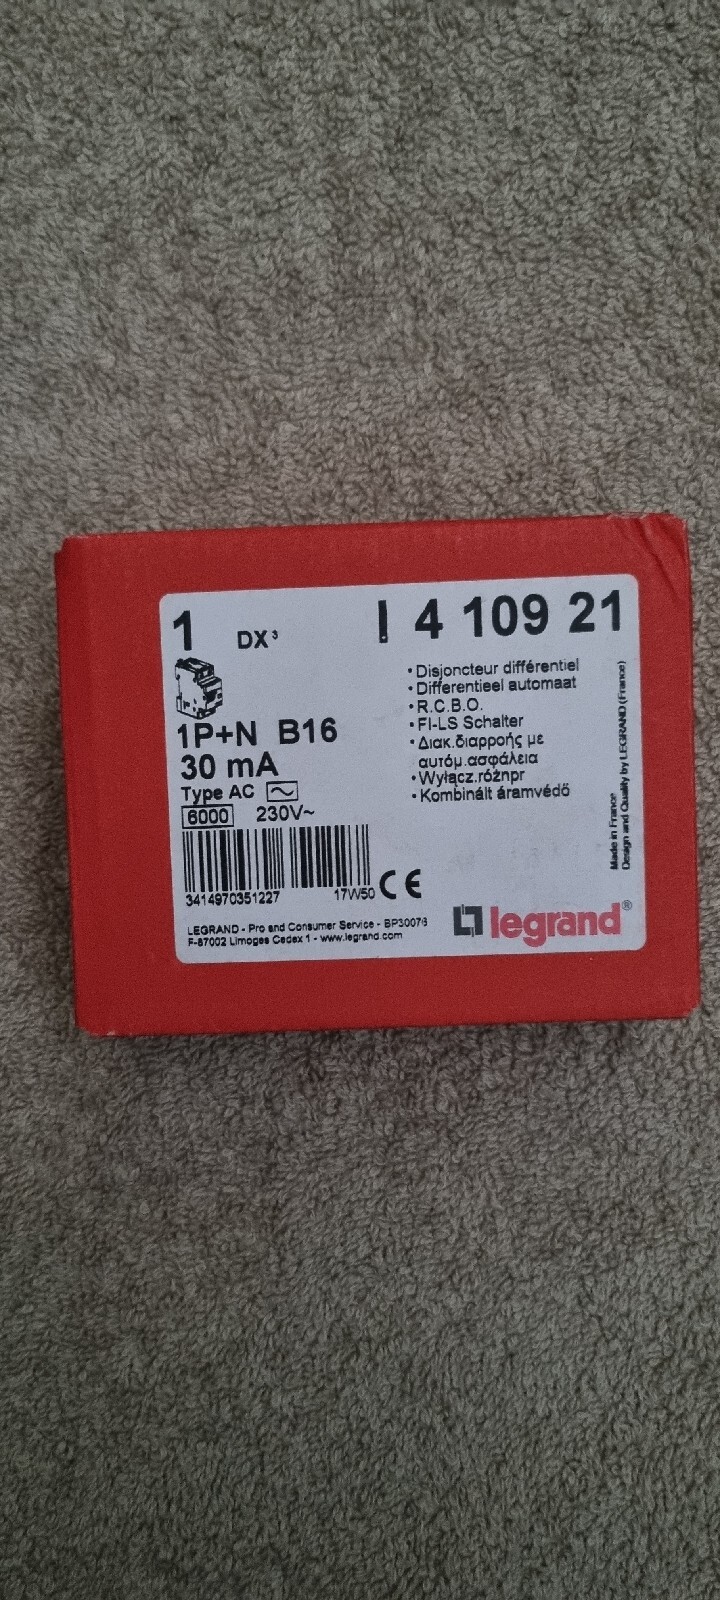 1 DX³ 4 109 21
1P+N B16
30 mA
Type AC
6000 230V~
3414970351227 17W50 CE
LEGRAND - Pro and Consumer Service - BP30076
F-87002 Limoges Cedex 1 - www.legrand.com
• Disjoncteur différentiel
• Differentieel automaat
• R.C.B.O.
• FI-LS Schalter
• Διακ.διαρροής με
αυτόμ.ασφάλεια
• Wyłącz.różnpr
• Kombinált áramvédő
legrand®
Made in France
Design and Quality by LEGRAND (France)